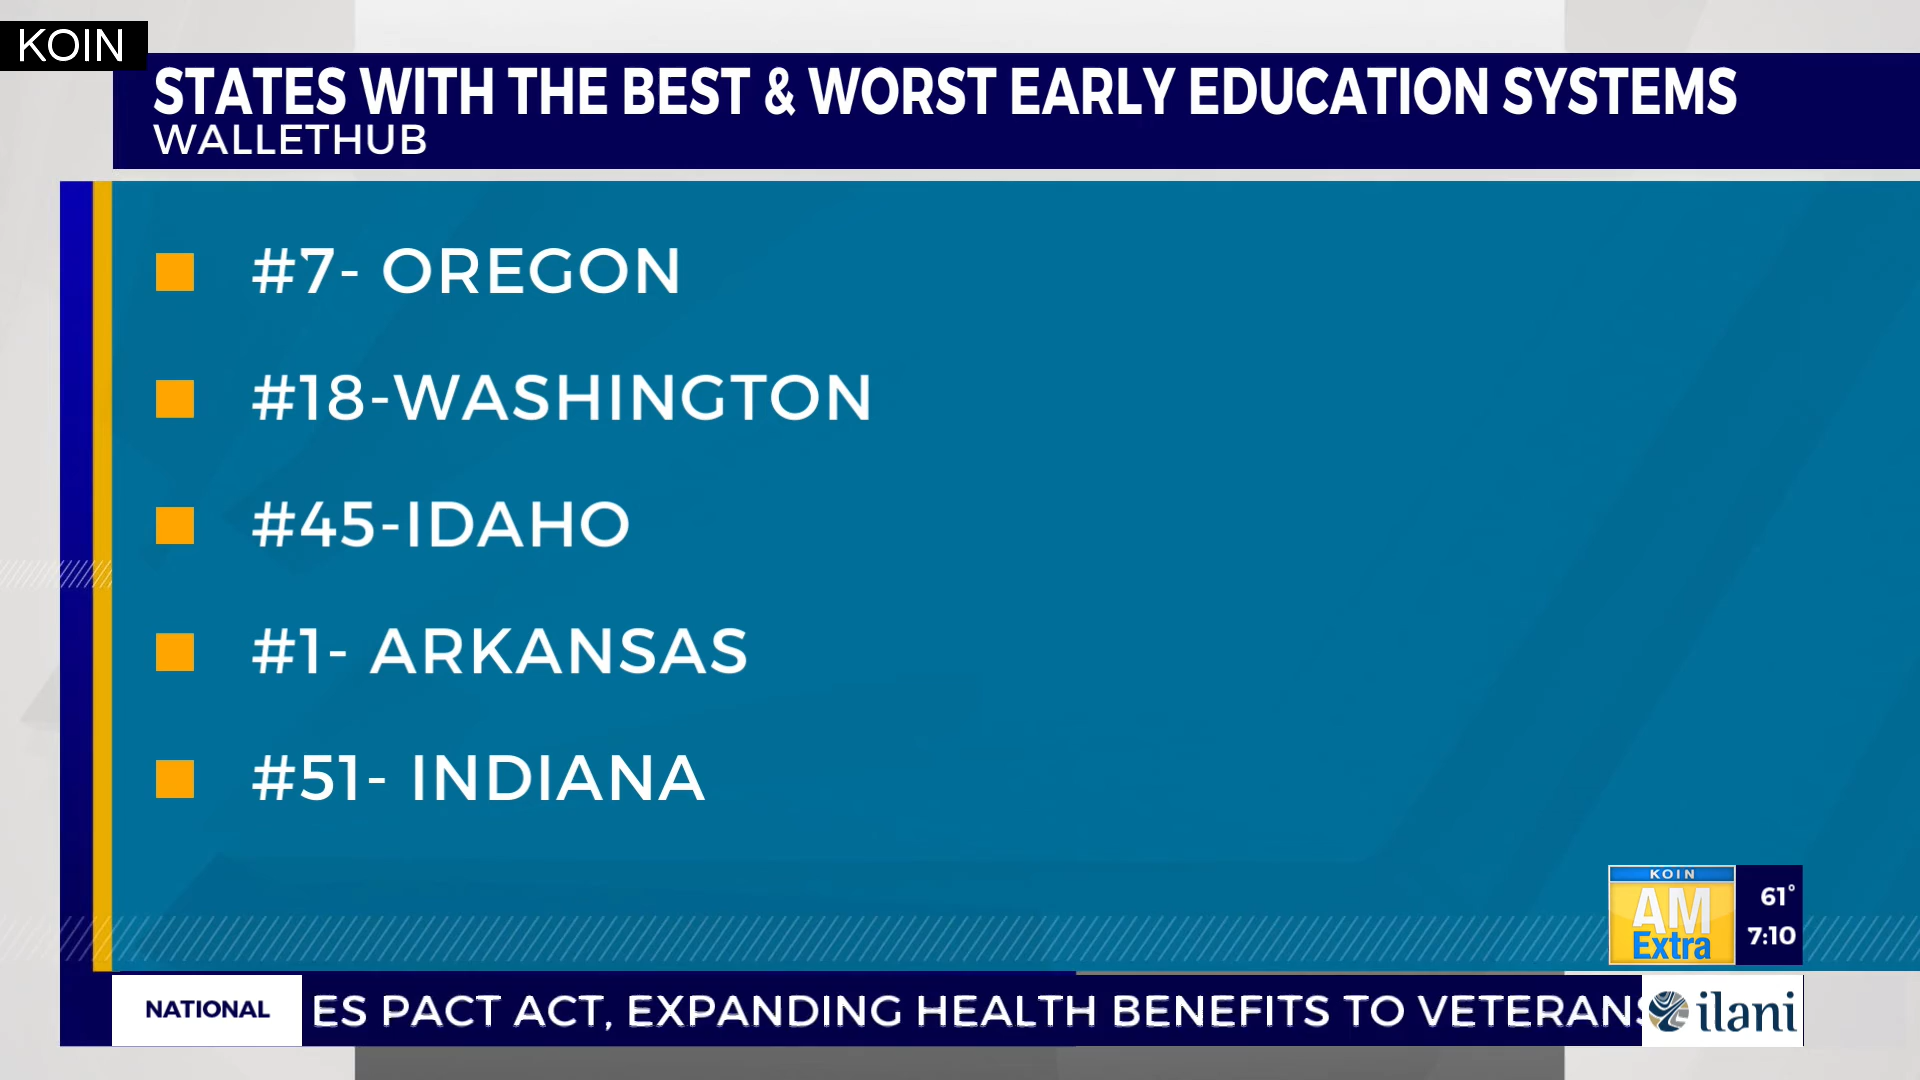 KOIN
STATES WITH THE BEST & WORST EARLY EDUCATION SYSTEMS
WALLETHUB
#7- OREGON
#18-WASHINGTON
#45-IDAHO
#1- ARKANSAS
#51- INDIANA
KOIN
AM
Extra
61°
7:10
NATIONAL
ES PACT ACT, EXPANDING HEALTH BENEFITS TO VETERANS
ilani